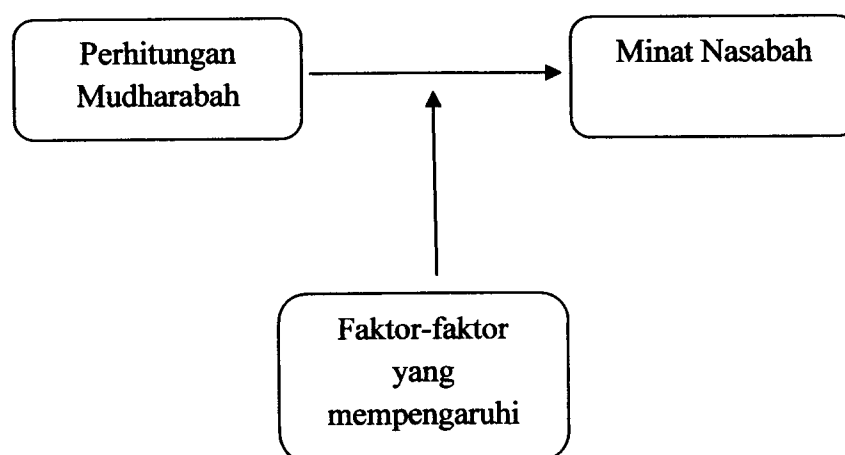 Perhitungan
Mudharabah
Minat Nasabah
Faktor-faktor
yang
mempengaruhi